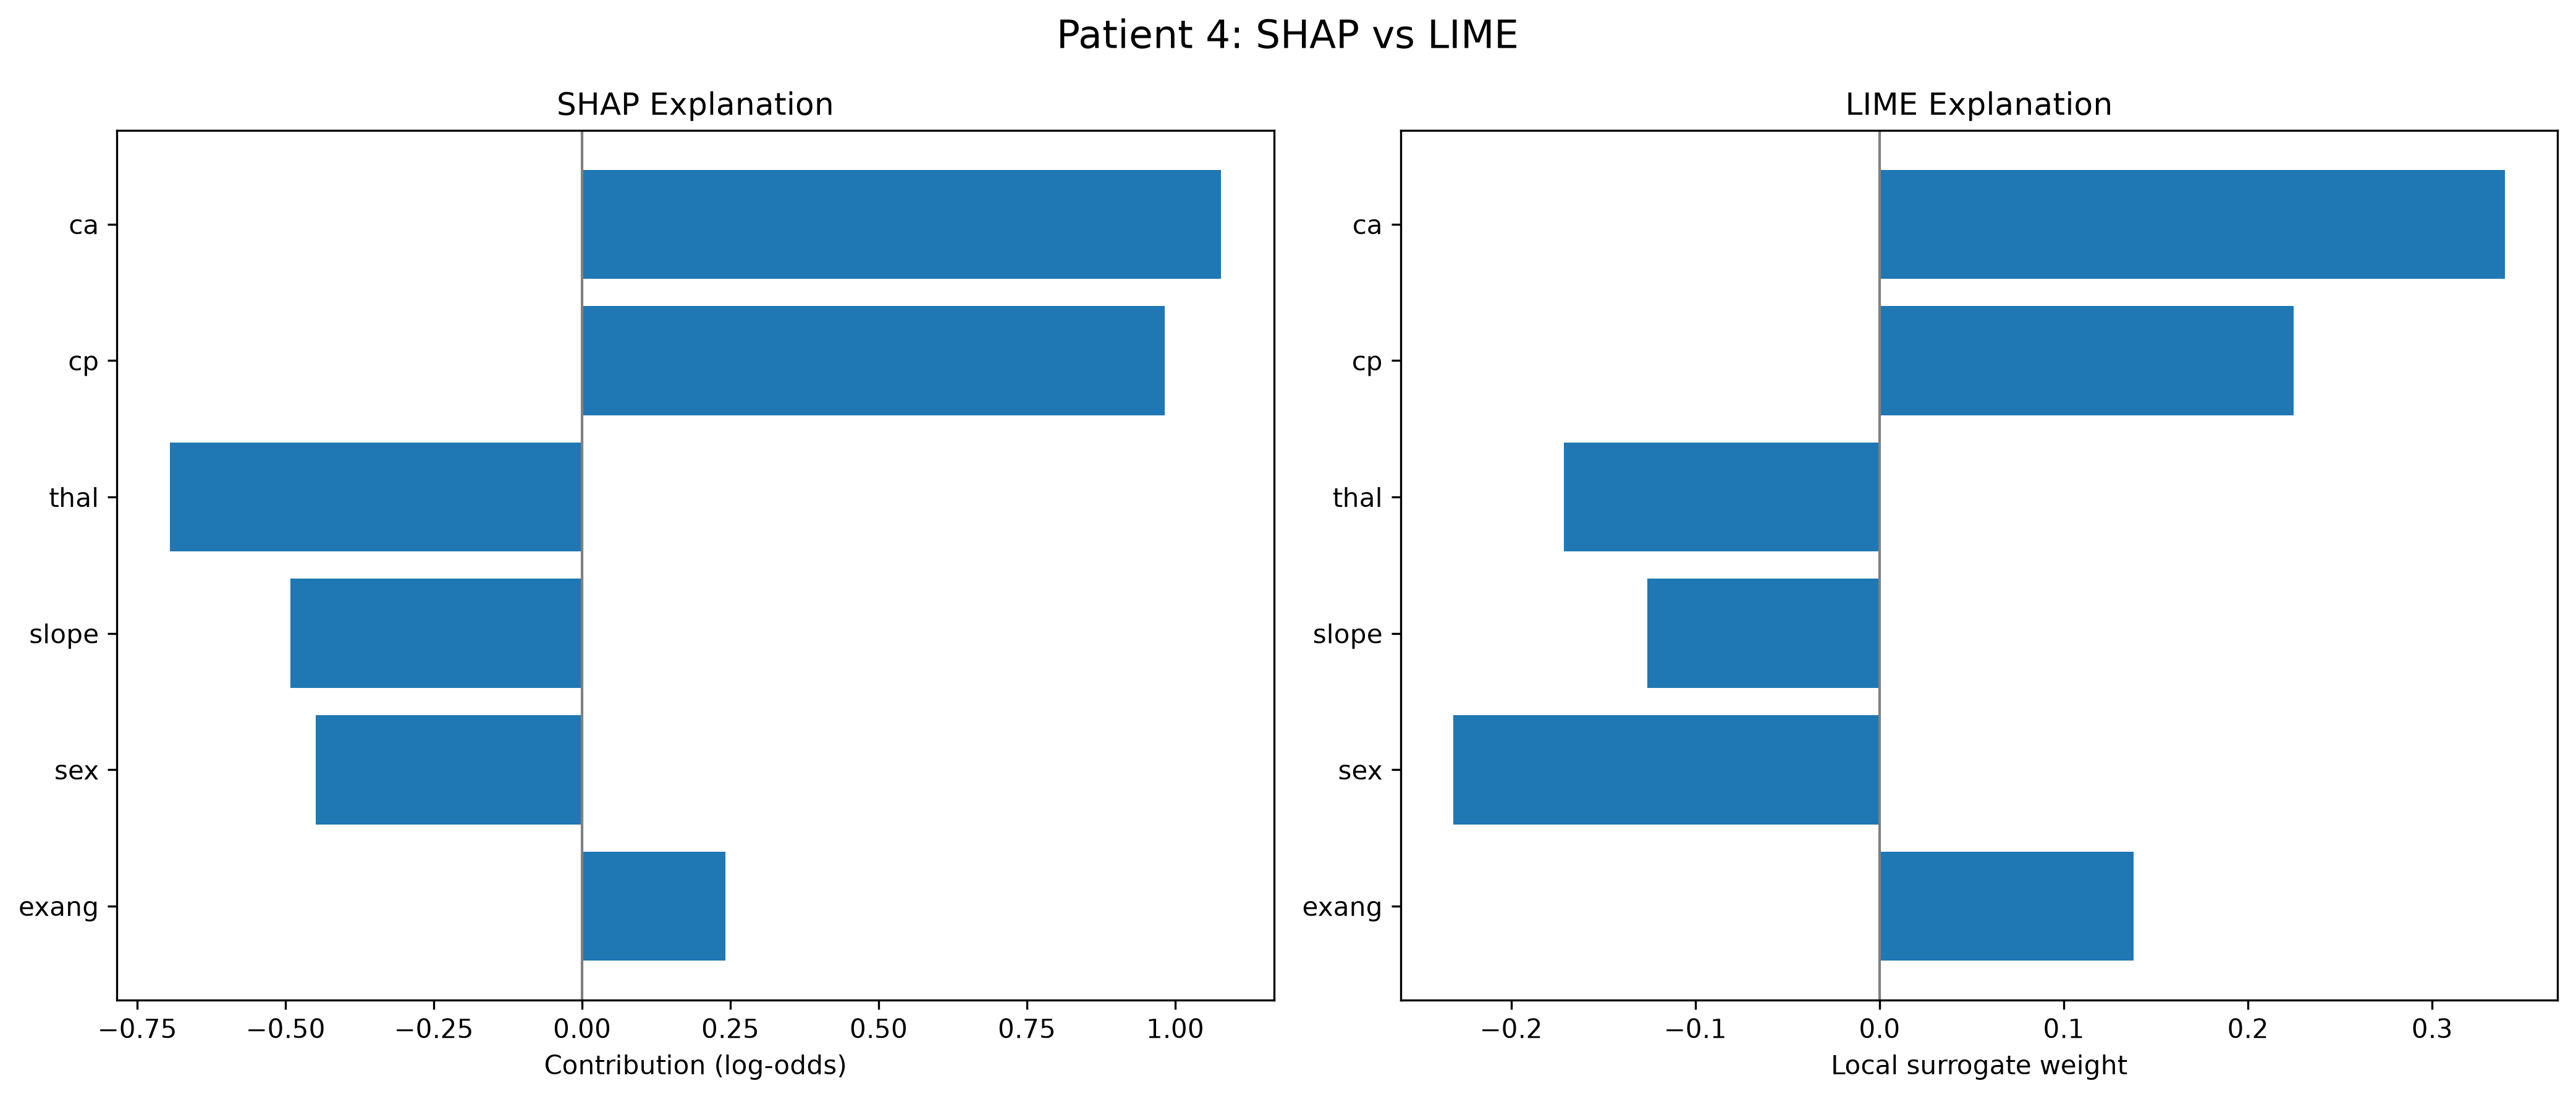 Patient 4: SHAP vs LIME
SHAP Explanation
ca
cp
thal
slope
sex
exang
−0.75 −0.50 −0.25 0.00 0.25 0.50 0.75 1.00
Contribution (log-odds)
LIME Explanation
ca
cp
thal
slope
sex
exang
−0.2 −0.1 0.0 0.1 0.2 0.3
Local surrogate weight